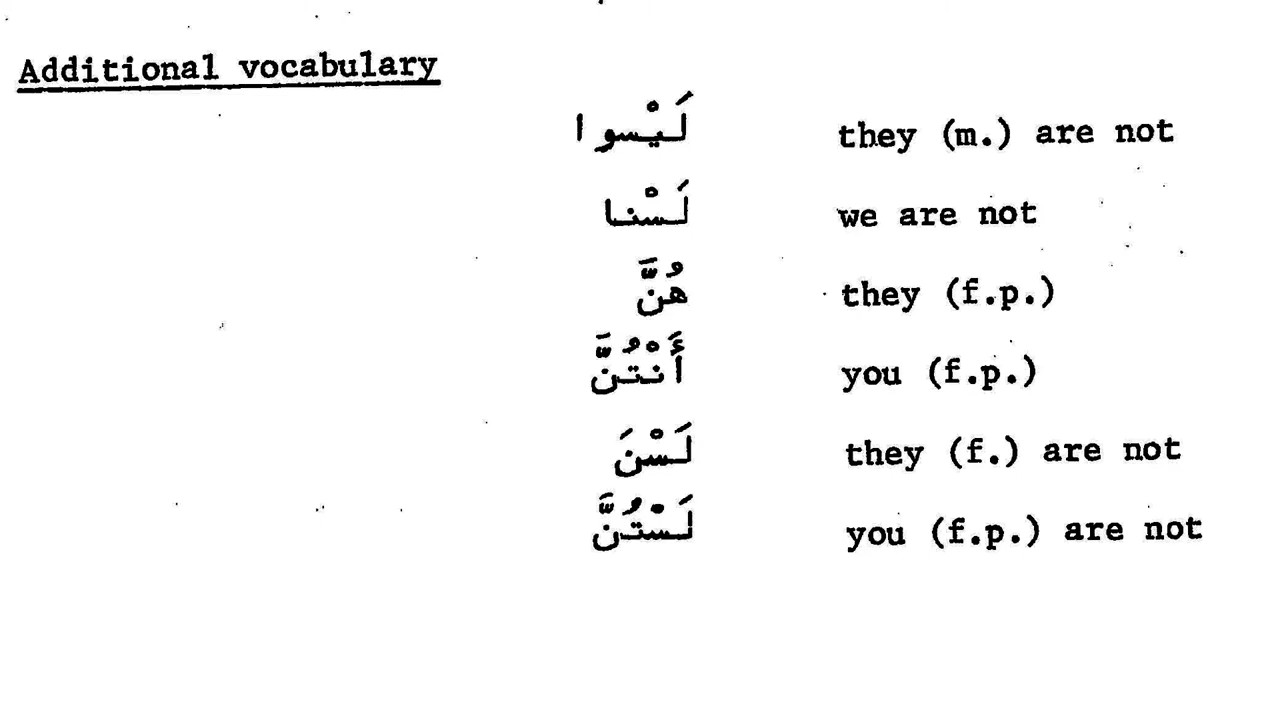 Additional vocabulary
لَيْسوا they (m.) are not
لَسْنا we are not
هُنَّ they (f.p.)
أَنْتُنَّ you (f.p.)
لَسْنَ they (f.) are not
لَسْتُنَّ you (f.p.) are not